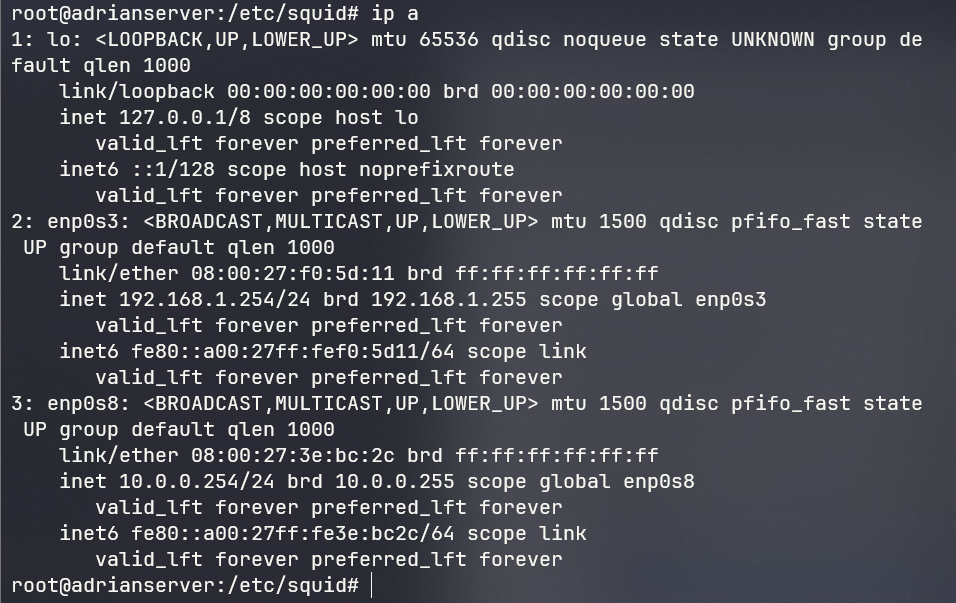 root@adrianserver:/etc/squid# ip a
1: lo: <LOOPBACK,UP,LOWER_UP> mtu 65536 qdisc noqueue state UNKNOWN group de
fault qlen 1000
    link/loopback 00:00:00:00:00:00 brd 00:00:00:00:00:00
    inet 127.0.0.1/8 scope host lo
       valid_lft forever preferred_lft forever
    inet6 ::1/128 scope host noprefixroute
       valid_lft forever preferred_lft forever
2: enp0s3: <BROADCAST,MULTICAST,UP,LOWER_UP> mtu 1500 qdisc pfifo_fast state
 UP group default qlen 1000
    link/ether 08:00:27:f0:5d:11 brd ff:ff:ff:ff:ff:ff
    inet 192.168.1.254/24 brd 192.168.1.255 scope global enp0s3
       valid_lft forever preferred_lft forever
    inet6 fe80::a00:27ff:fef0:5d11/64 scope link
       valid_lft forever preferred_lft forever
3: enp0s8: <BROADCAST,MULTICAST,UP,LOWER_UP> mtu 1500 qdisc pfifo_fast state
 UP group default qlen 1000
    link/ether 08:00:27:3e:bc:2c brd ff:ff:ff:ff:ff:ff
    inet 10.0.0.254/24 brd 10.0.0.255 scope global enp0s8
       valid_lft forever preferred_lft forever
    inet6 fe80::a00:27ff:fe3e:bc2c/64 scope link
       valid_lft forever preferred_lft forever
root@adrianserver:/etc/squid#